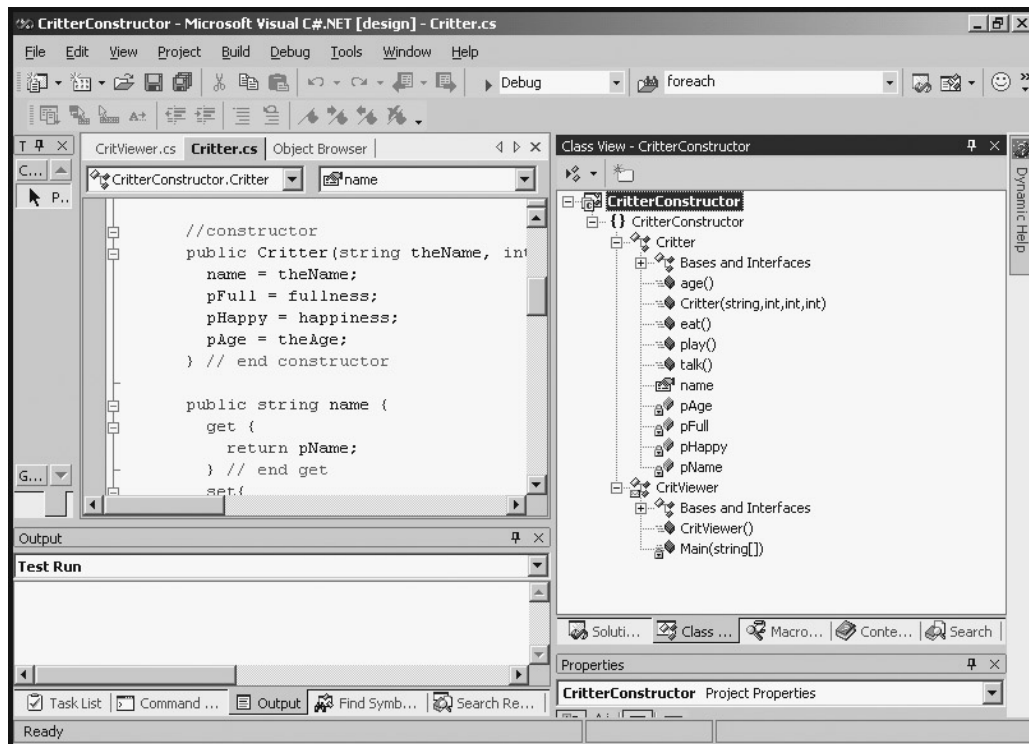 CritterConstructor - Microsoft Visual C#.NET [design] - Critter.cs
File Edit View Project Build Debug Tools Window Help
Debug
foreach
T
CritViewer.cs Critter.cs Object Browser
C...
CritterConstructor.Critter
name
P..
//constructor
public Critter(string theName, int
name = theName;
pFull = fullness;
pHappy = happiness;
pAge = theAge;
} // end constructor
public string name {
get {
return pName;
} // end get
set{
G...
Class View - CritterConstructor
CritterConstructor
{} CritterConstructor
Critter
Bases and Interfaces
age()
Critter(string,int,int,int)
eat()
play()
talk()
name
pAge
pFull
pHappy
pName
CritViewer
Bases and Interfaces
CritViewer()
Main(string[])
Dynamic Help
Soluti... Class ... Macro... Conte... Search
Output
Test Run
Properties
CritterConstructor Project Properties
Task List Command ... Output Find Symb... Search Re...
Ready